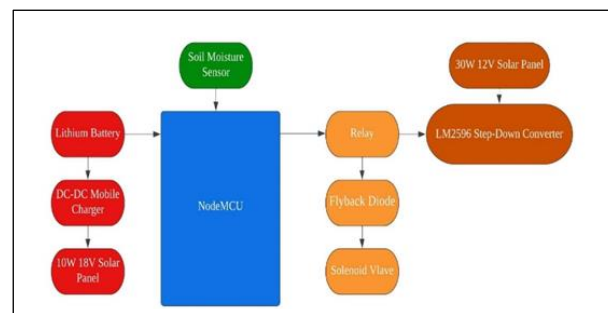 Soil Moisture
Sensor
30W 12V Solar Panel
Lithium Battery
Relay
LM2596 Step-Down Converter
DC-DC Mobile
Charger
NodeMCU
Flyback Diode
10W 18V Solar
Panel
Solenoid Vlave